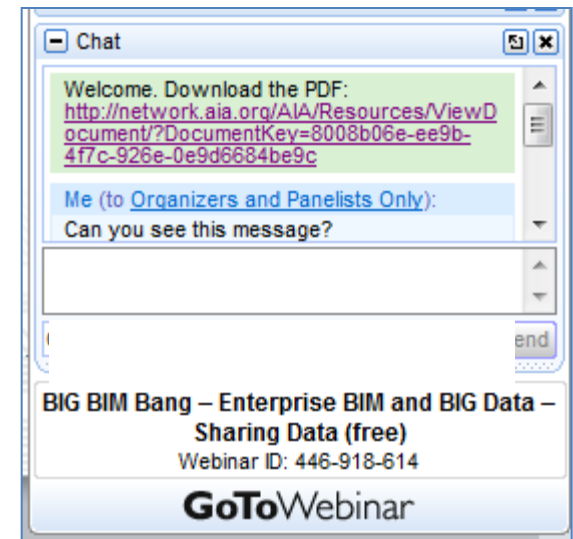 Chat
Welcome. Download the PDF:
http://network.aia.org/AIA/Resources/ViewD
ocument/?DocumentKey=8008b06e-ee9b-
4f7c-926e-0e9d6684be9c
Me (to Organizers and Panelists Only):
Can you see this message?
end
BIG BIM Bang – Enterprise BIM and BIG Data –
Sharing Data (free)
Webinar ID: 446-918-614
GoToWebinar